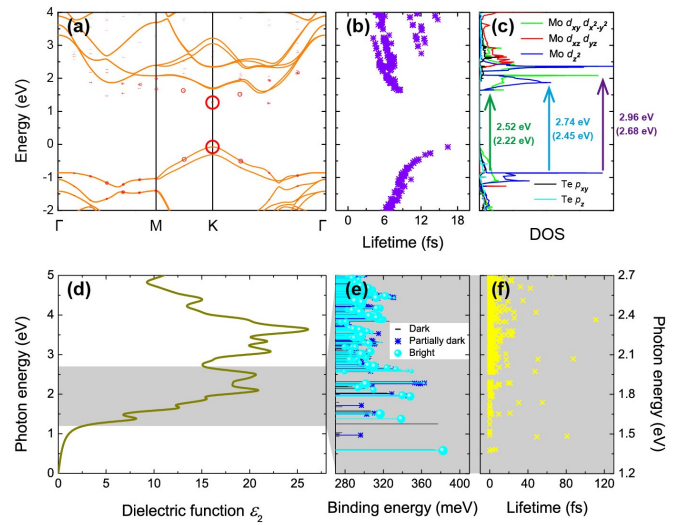 (a)
(b)
(c)
Mo dxy dx²-y²
Mo dxz dyz
Mo dz²
2.52 eV
(2.22 eV)
2.74 eV
(2.45 eV)
2.96 eV
(2.68 eV)
Te pxy
Te pz
Energy (eV)
4
3
2
1
0
-1
-2
Γ M K Γ
0 6 12 18
Lifetime (fs)
DOS
(d)
(e)
(f)
Dark
Partially dark
Bright
Photon energy (eV)
5
4
3
2
1
0
0 5 10 15 20 25
Dielectric function ε2
280 320 360 400
Binding energy (meV)
0 40 80 120
Lifetime (fs)
2.7
2.4
2.1
1.8
1.5
1.2
Photon energy (eV)